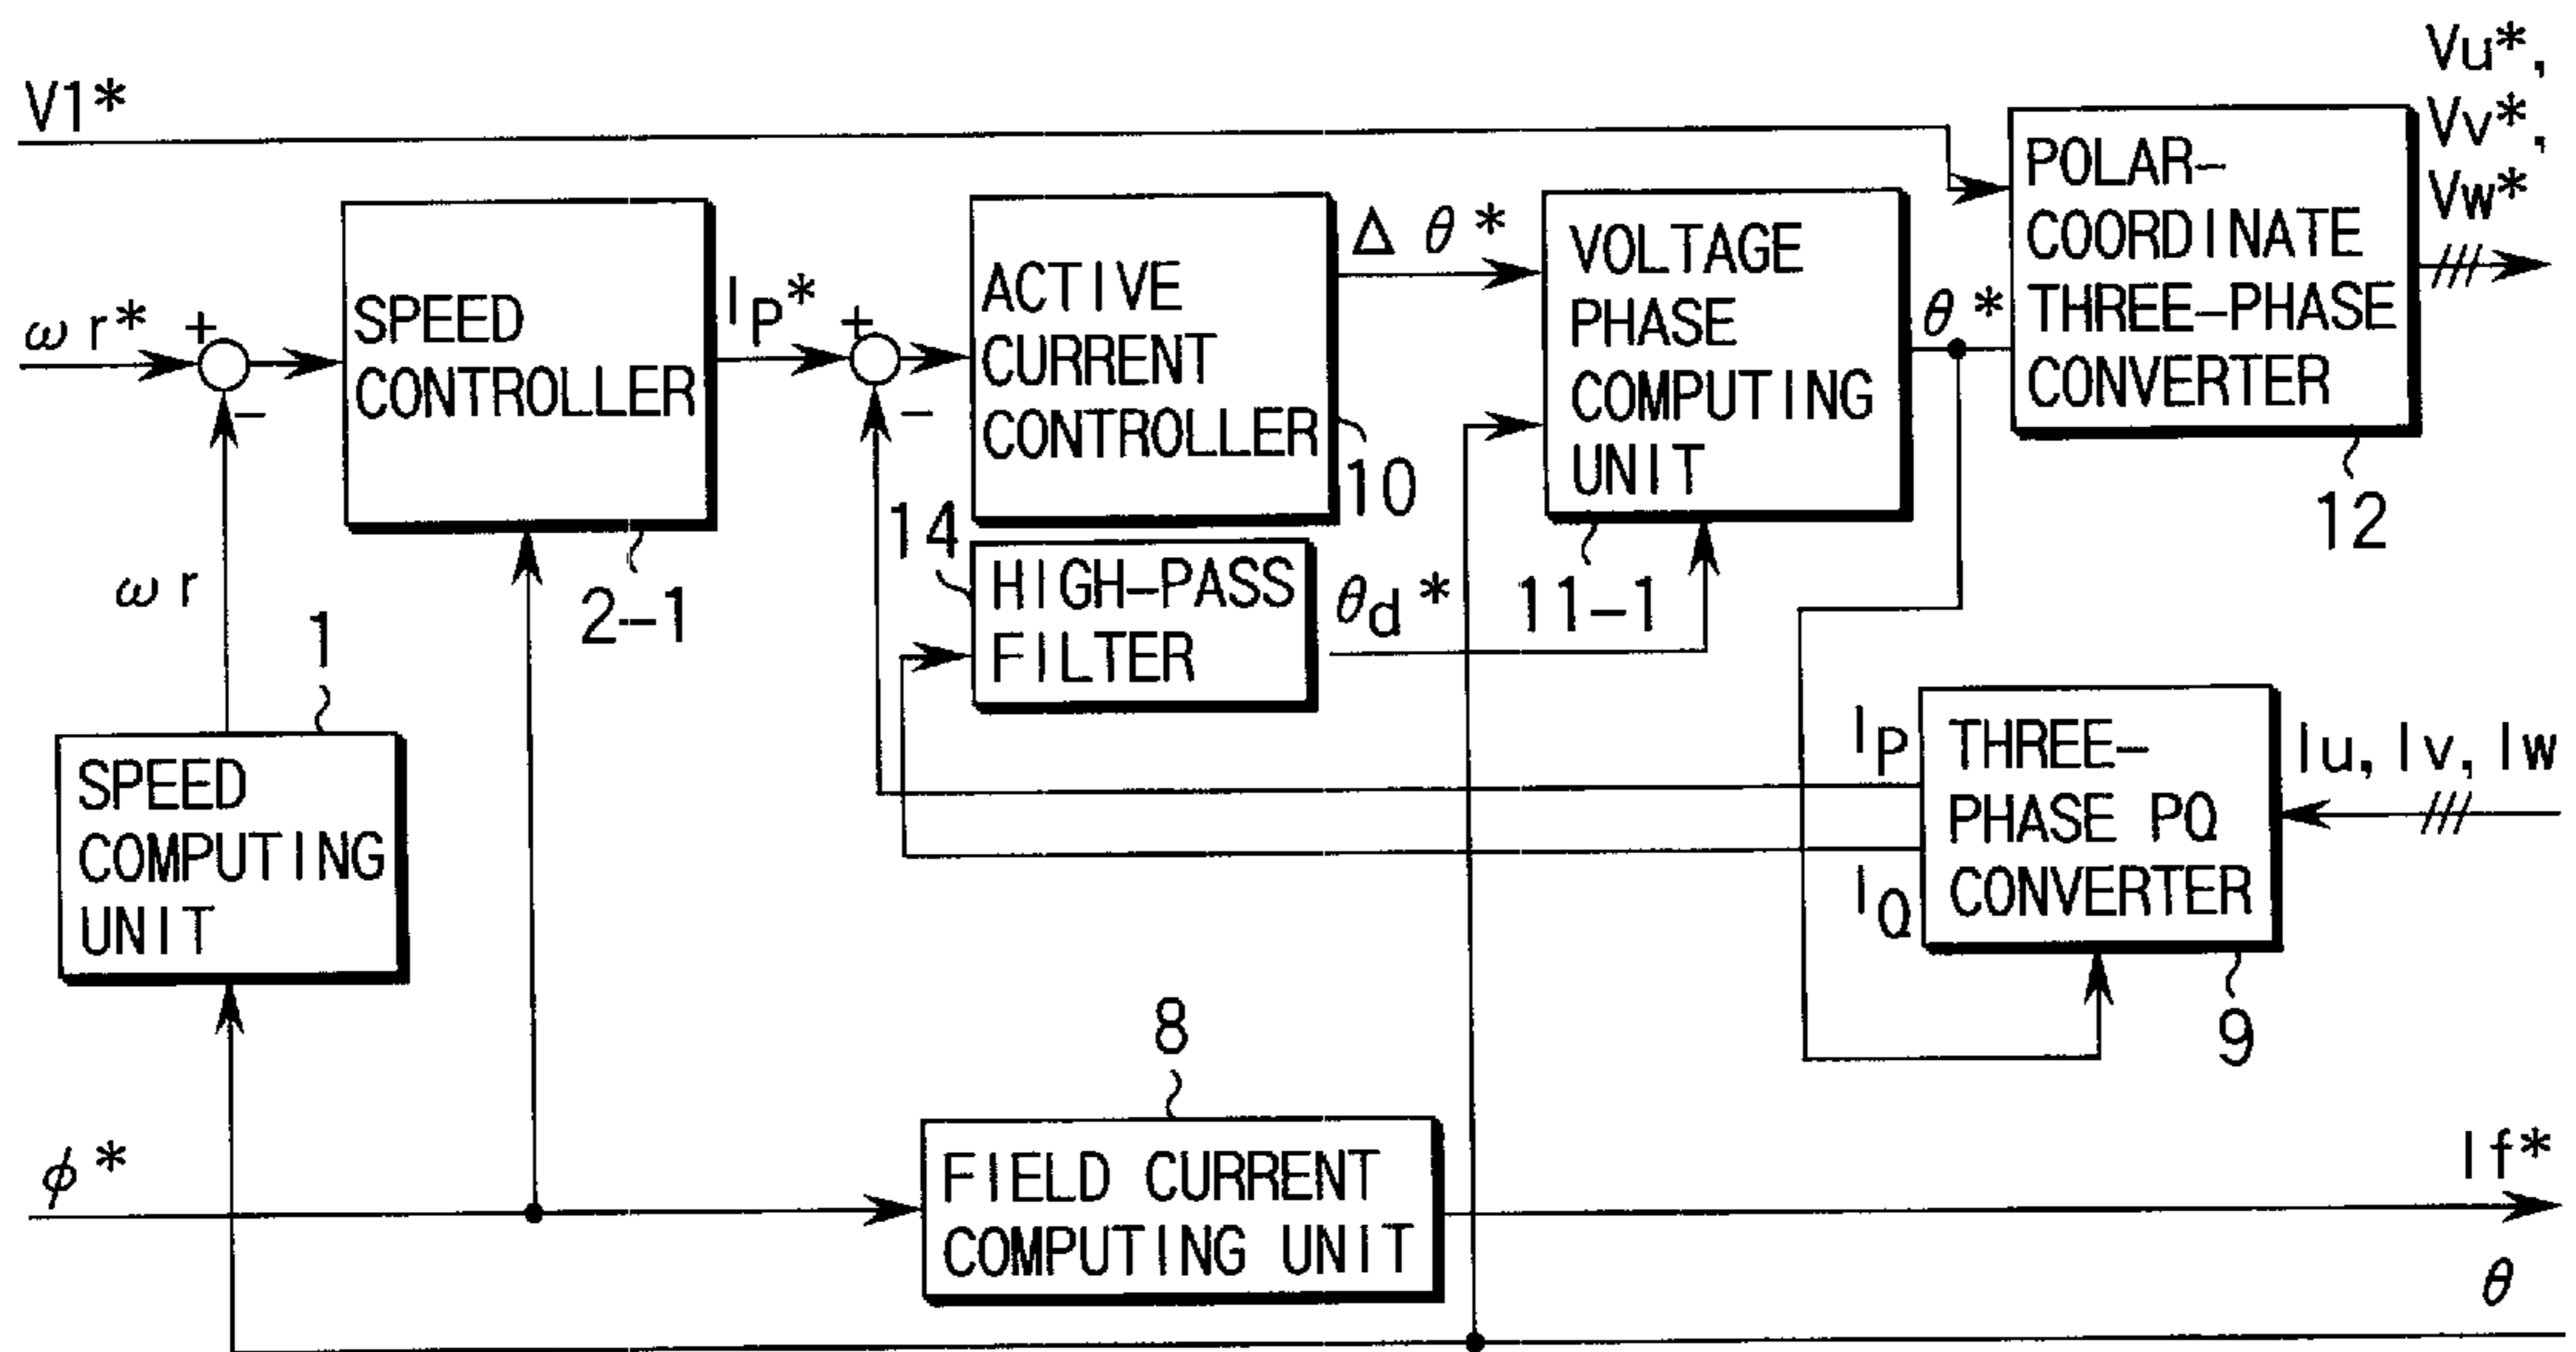 V1*
Vu*,
Vv*,
Vw*
POLAR-
COORDINATE
THREE-PHASE
CONVERTER
12
ωr*
+
-
SPEED
CONTROLLER
2-1
IP*
+
-
ACTIVE
CURRENT
CONTROLLER
10
Δθ*
VOLTAGE
PHASE
COMPUTING
UNIT
11-1
θ*
14
HIGH-PASS
FILTER
θd*
ωr
1
SPEED
COMPUTING
UNIT
IP
IQ
THREE-
PHASE PQ
CONVERTER
9
Iu, Iv, Iw
φ*
8
FIELD CURRENT
COMPUTING UNIT
If*
θ